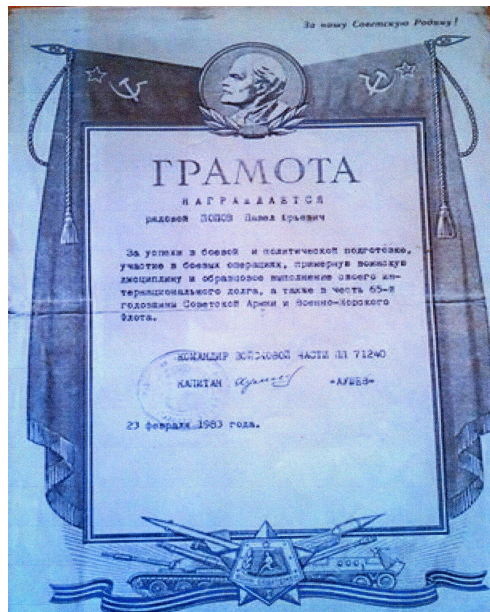 За нашу Советскую Родину!
ГРАМОТА
НАГРАЖДАЕТСЯ
рядовой ПОПОВ Павел Юрьевич
За успехи в боевой и политической подготовке,
участие в боевых операциях, примерную воинскую
дисциплину и образцовое выполнение своего ин-
тернационального долга, а также в честь 65-й
годовщины Советской Армии и Военно-Морского
Флота.
КОМАНДИР ВОЙСКОВОЙ ЧАСТИ ПП 71240
КАПИТАН «АУШЕВ»
23 февраля 1983 года.